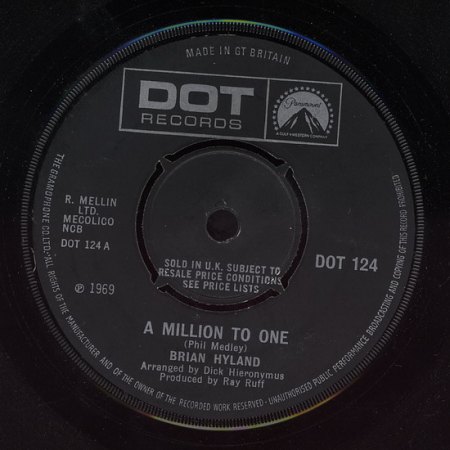 MADE IN GT BRITAIN
DOT
RECORDS
Paramount
A GULF+WESTERN COMPANY
R. MELLIN
LTD.
MECOLICO
NCB
DOT 124 A
℗ 1969
SOLD IN U.K. SUBJECT TO
RESALE PRICE CONDITIONS
SEE PRICE LISTS
DOT 124
A MILLION TO ONE
(Phil Medley)
BRIAN HYLAND
Arranged by Dick Hieronymus
Produced by Ray Ruff
THE GRAMOPHONE CO. LTD. ALL RIGHTS OF THE MANUFACTURER AND OF THE OWNER OF THE RECORDED WORK RESERVED - UNAUTHORISED PUBLIC PERFORMANCE BROADCASTING AND COPYING OF THIS RECORD PROHIBITED